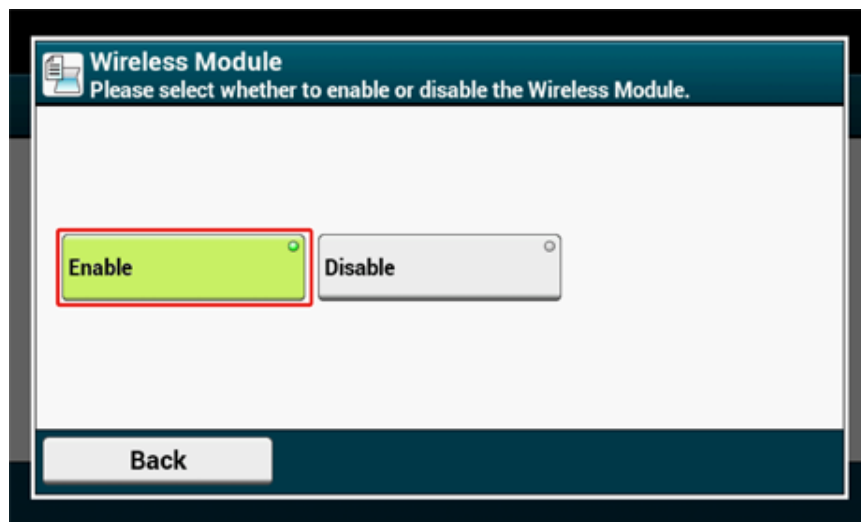 Wireless Module
Please select whether to enable or disable the Wireless Module.
Enable
Disable
Back